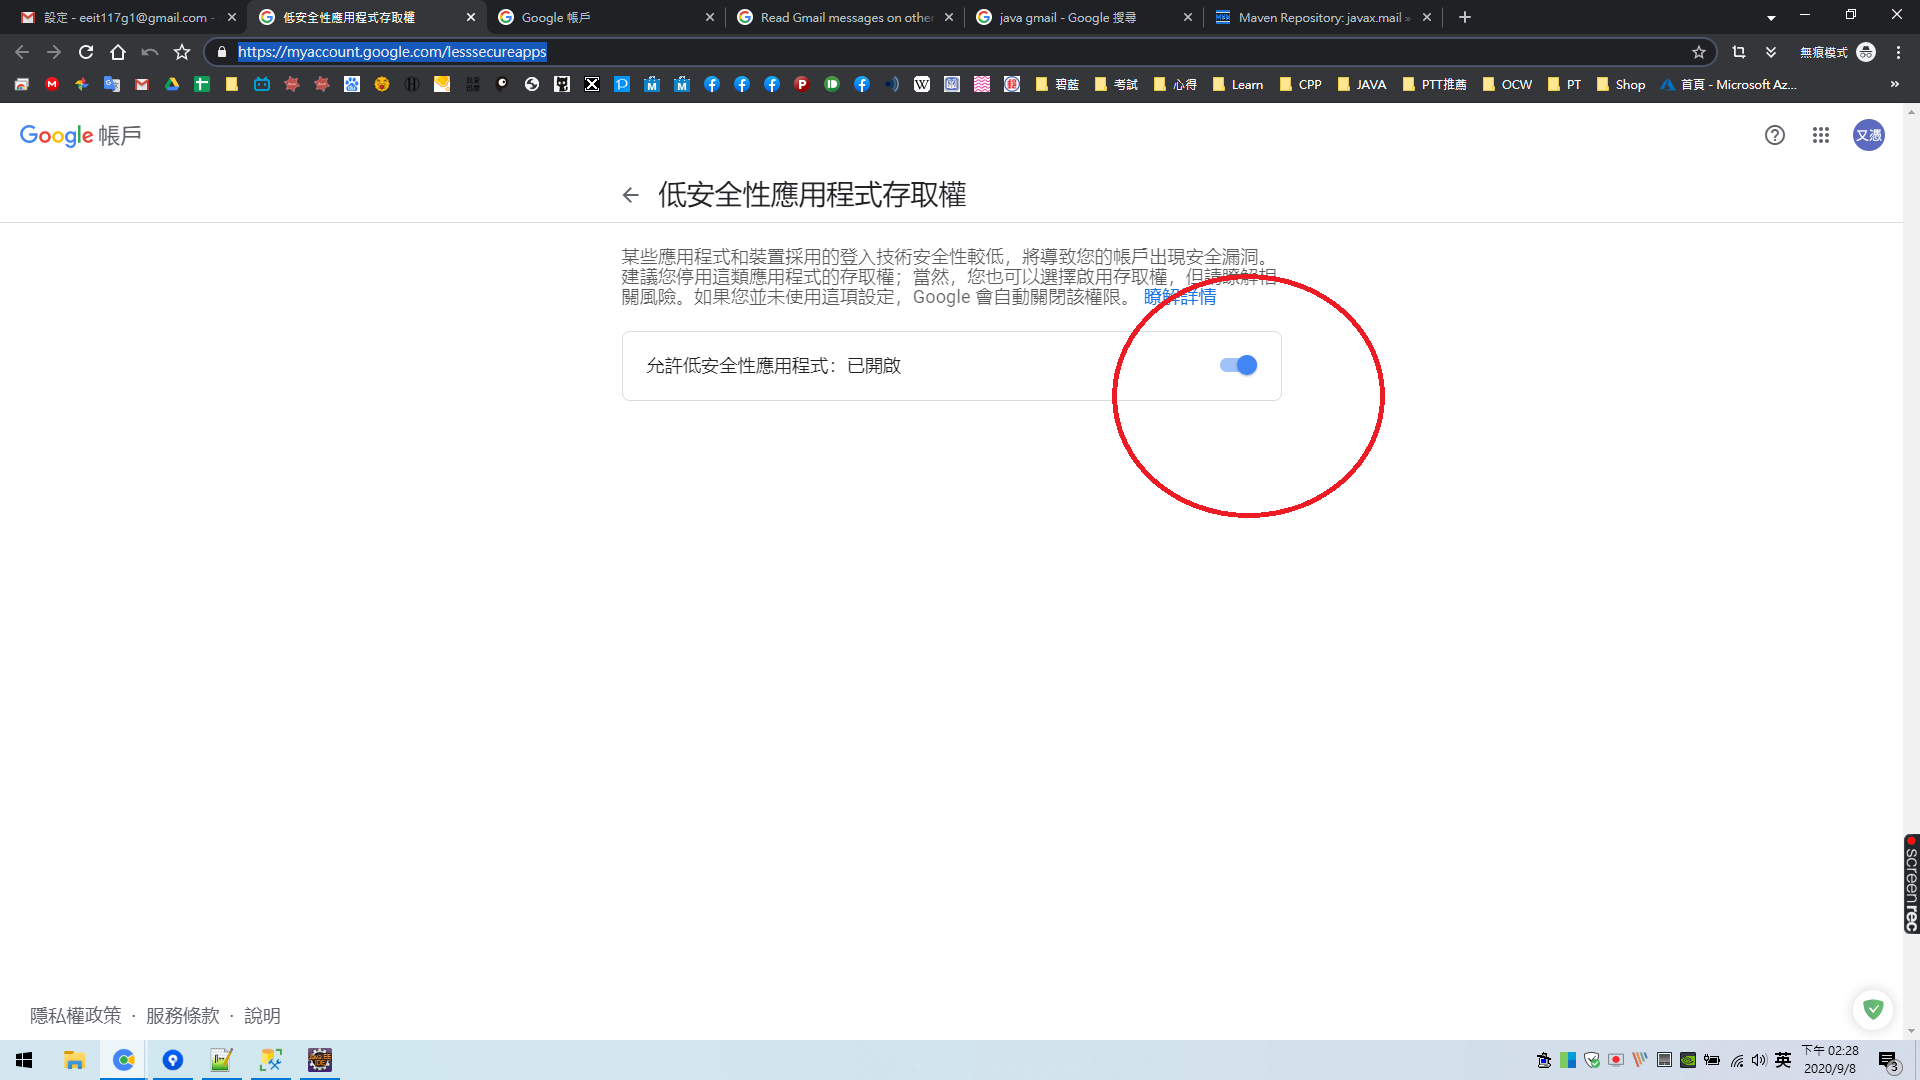 設定 - eeit117g1@gmail.com -
低安全性應用程式存取權
Google 帳戶
Read Gmail messages on other
java gmail - Google 搜尋
Maven Repository: javax.mail »
https://myaccount.google.com/lesssecureapps
無痕模式
碧藍
考試
心得
Learn
CPP
JAVA
PTT推薦
OCW
PT
Shop
首頁 - Microsoft Az...
Google 帳戶
又憑
低安全性應用程式存取權
某些應用程式和裝置採用的登入技術安全性較低，將導致您的帳戶出現安全漏洞。
建議您停用這類應用程式的存取權；當然，您也可以選擇啟用存取權，但請瞭解相
關風險。如果您並未使用這項設定，Google 會自動關閉該權限。 瞭解詳情
允許低安全性應用程式：已開啟
screenrec
隱私權政策 · 服務條款 · 說明
英
下午 02:28
2020/9/8
3